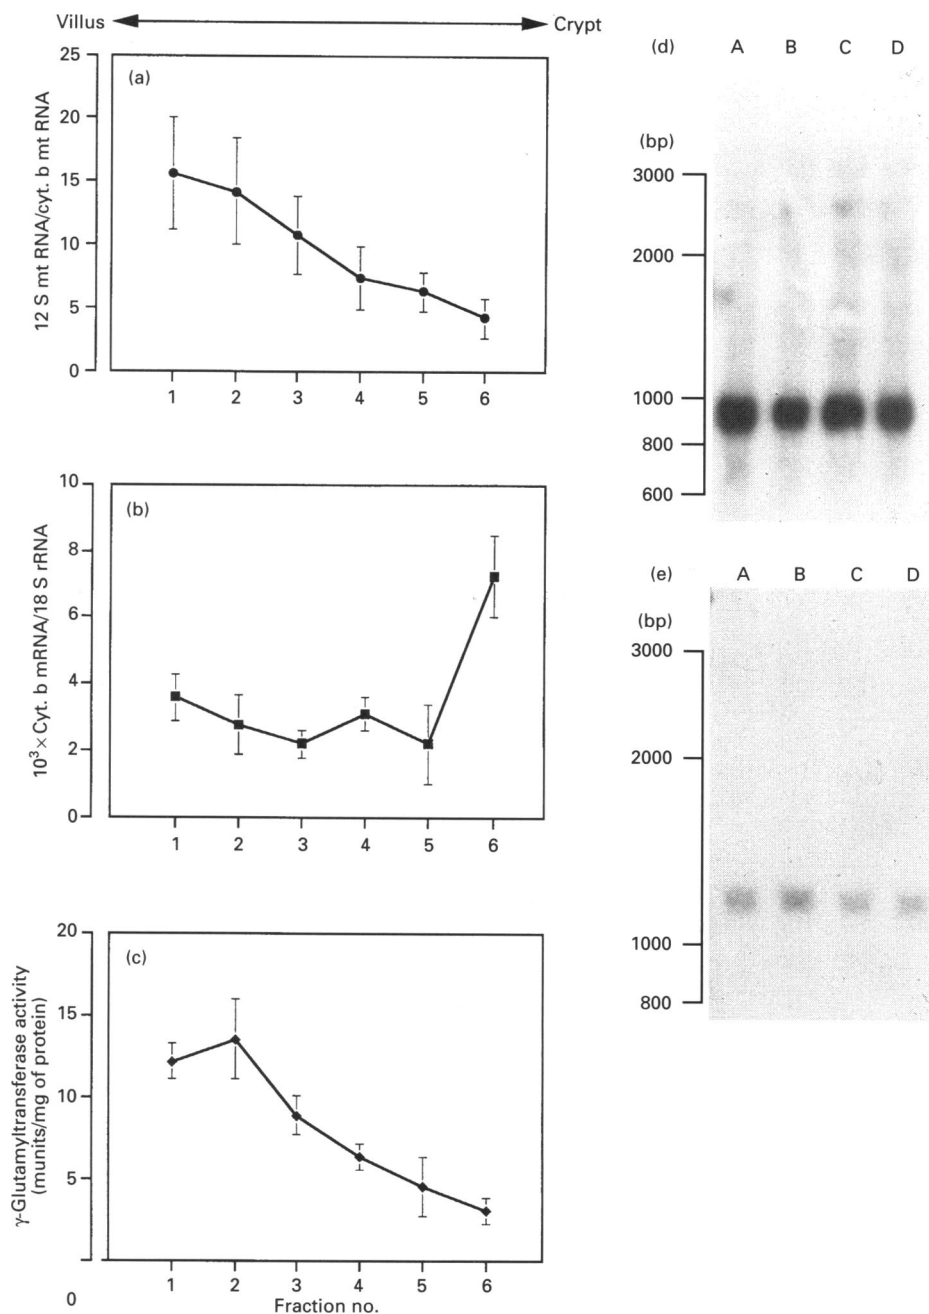 Villus Crypt
(a)
12 S mt RNA/cyt. b mt RNA
25
20
15
10
5
0
1 2 3 4 5 6
(b)
10³ × Cyt. b mRNA/18 S rRNA
10
8
6
4
2
0
1 2 3 4 5 6
(c)
γ-Glutamyltransferase activity
(munits/mg of protein)
20
15
10
5
0
1 2 3 4 5 6
Fraction no.
(d) A B C D
(bp)
3000
2000
1000
800
600
(e) A B C D
(bp)
3000
2000
1000
800